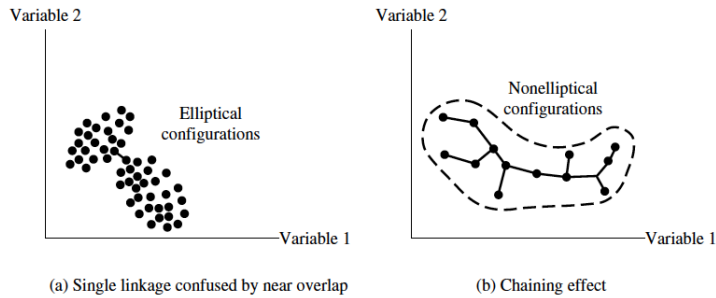 Variable 2
Elliptical
configurations
Variable 1
(a) Single linkage confused by near overlap
Variable 2
Nonelliptical
configurations
Variable 1
(b) Chaining effect